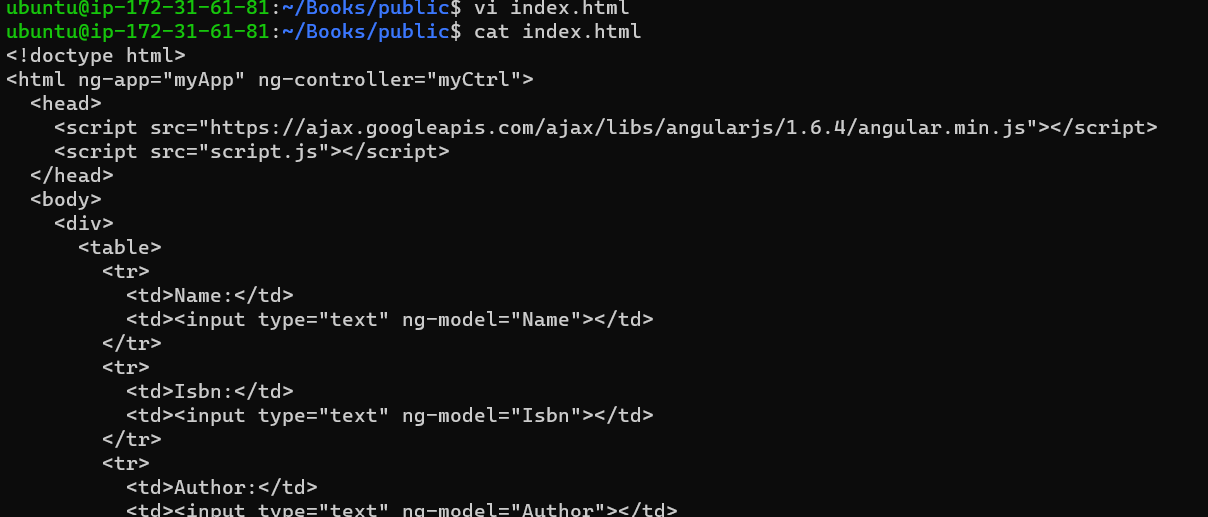 ubuntu@ip-172-31-61-81:~/Books/public$ vi index.html
ubuntu@ip-172-31-61-81:~/Books/public$ cat index.html
<!doctype html>
<html ng-app="myApp" ng-controller="myCtrl">
  <head>
    <script src="https://ajax.googleapis.com/ajax/libs/angularjs/1.6.4/angular.min.js"></script>
    <script src="script.js"></script>
  </head>
  <body>
    <div>
      <table>
        <tr>
          <td>Name:</td>
          <td><input type="text" ng-model="Name"></td>
        </tr>
        <tr>
          <td>Isbn:</td>
          <td><input type="text" ng-model="Isbn"></td>
        </tr>
        <tr>
          <td>Author:</td>
          <td><input type="text" ng-model="Author"></td>